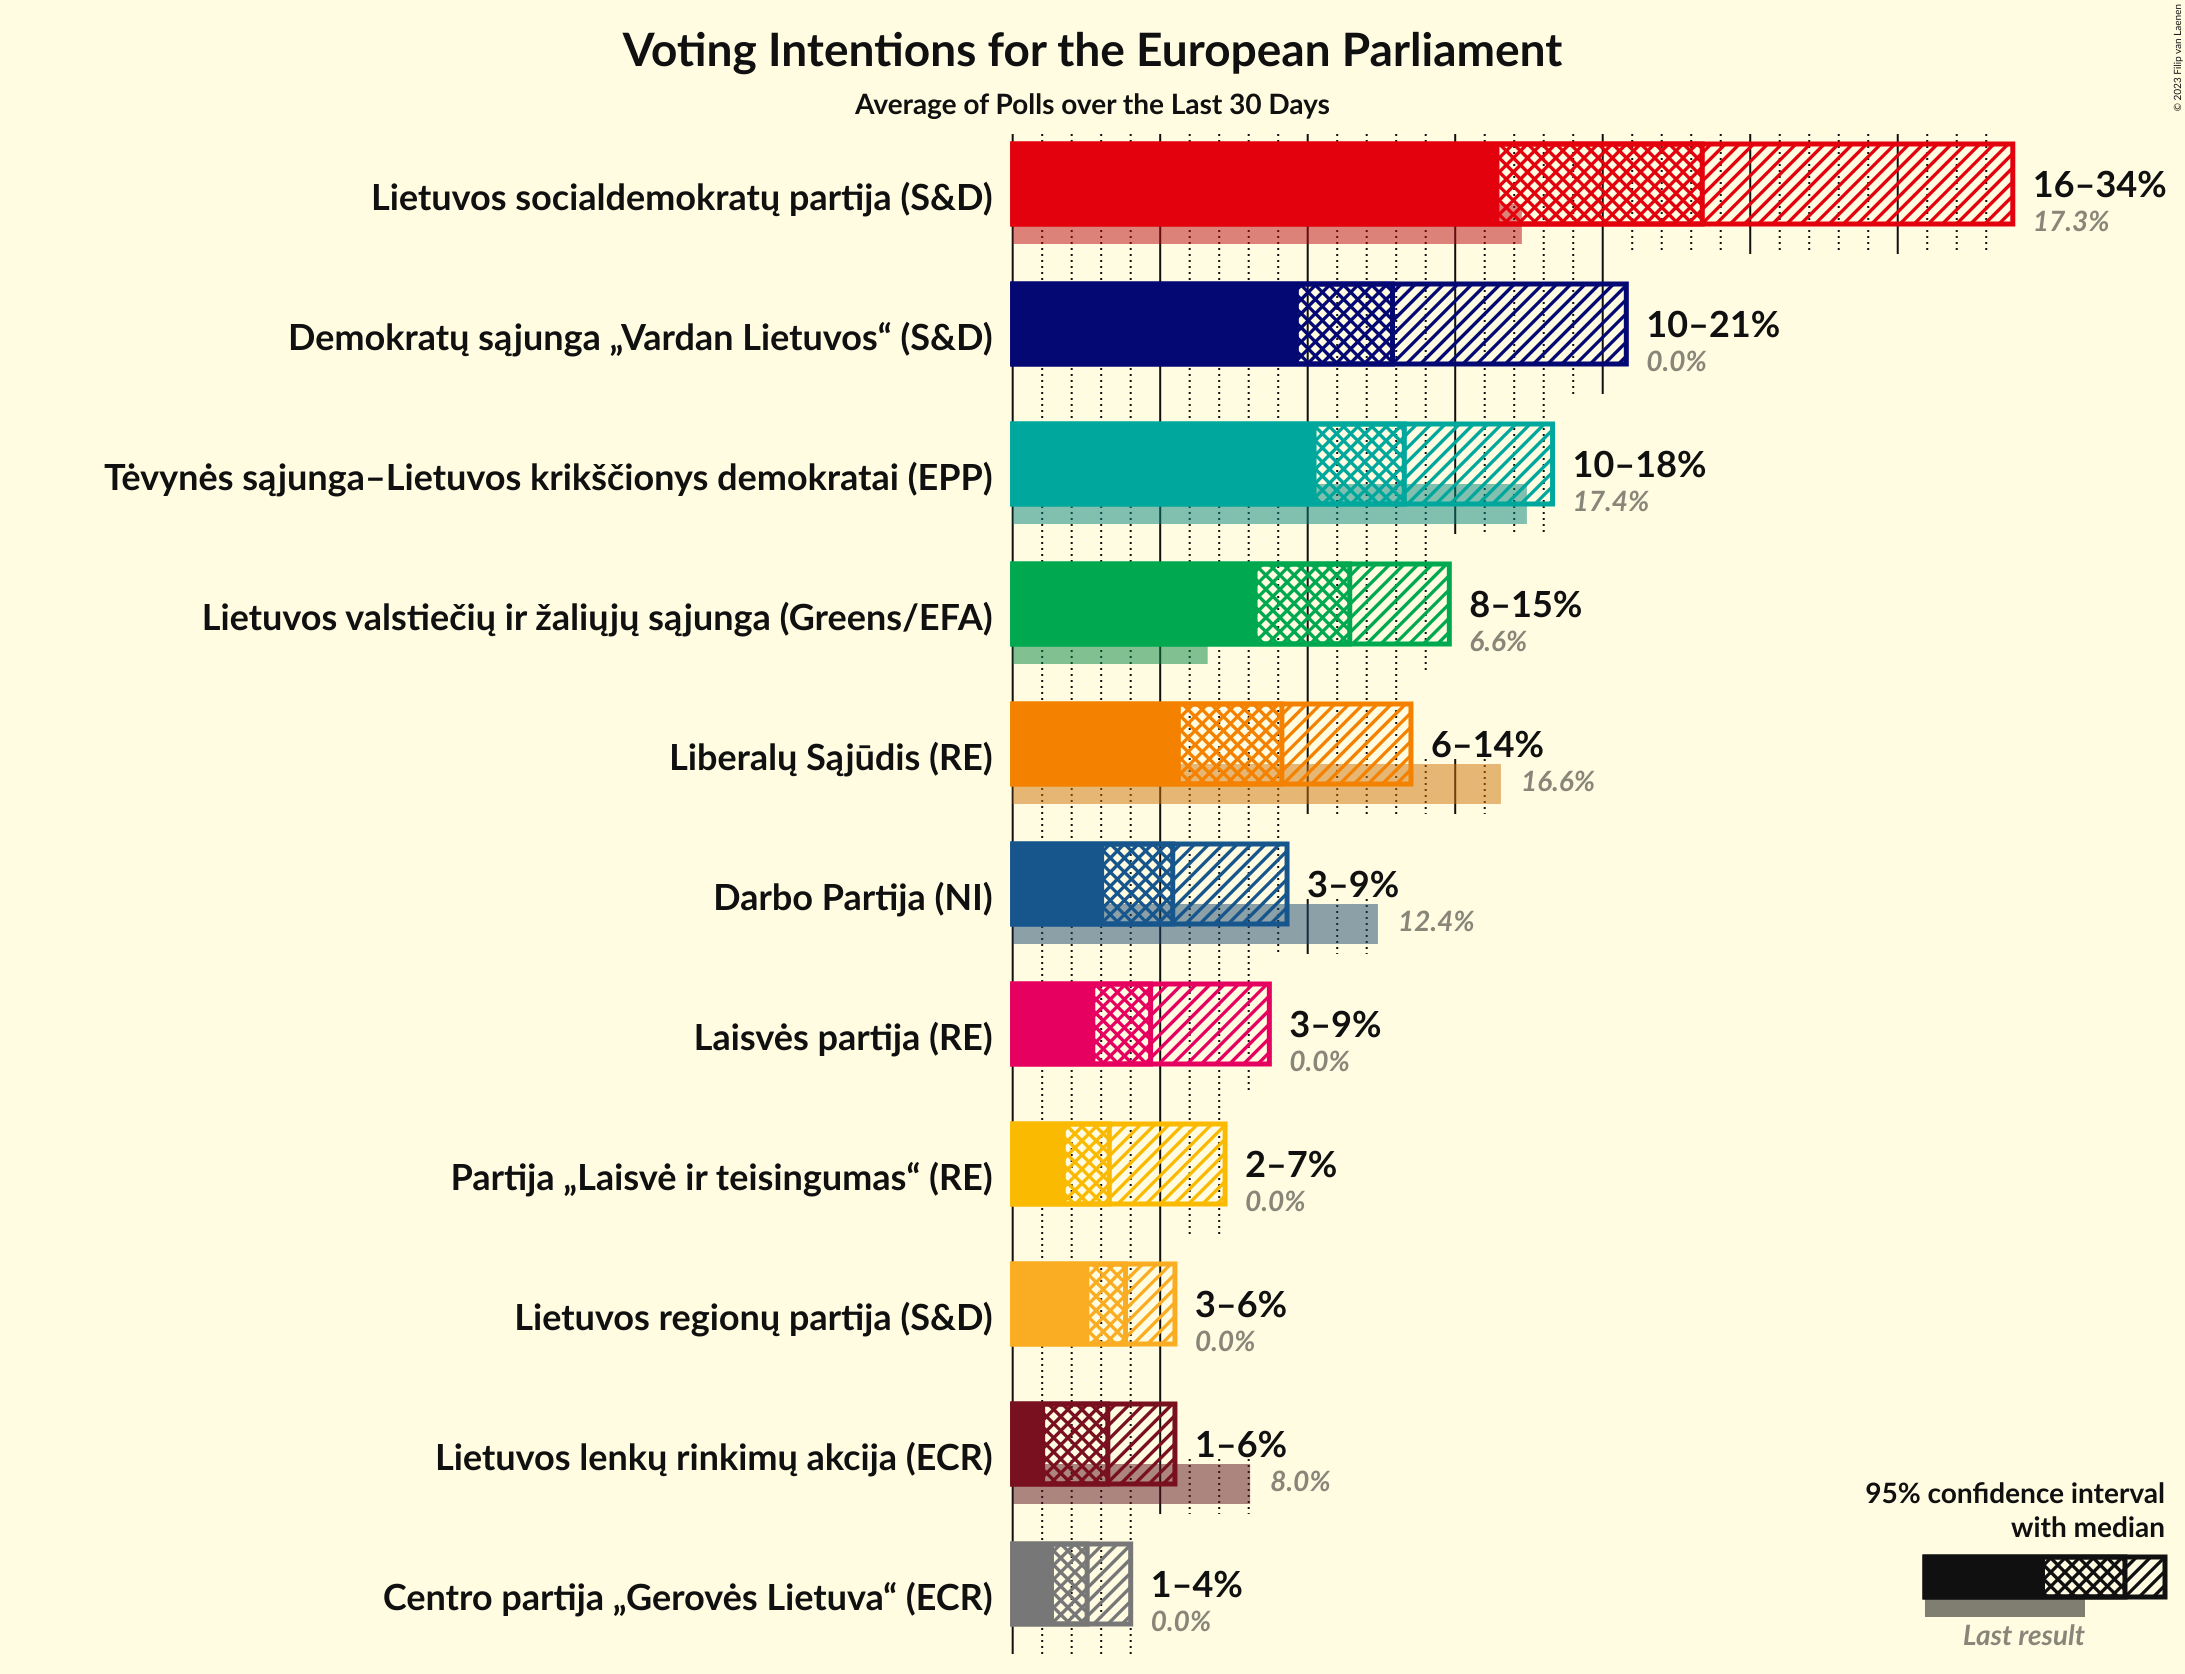 Voting Intentions for the European Parliament
Average of Polls over the Last 30 Days
© 2023 Filip van Laenen
Lietuvos socialdemokratų partija (S&D)
16–34%
17.3%
Demokratų sąjunga „Vardan Lietuvos“ (S&D)
10–21%
0.0%
Tėvynės sąjunga–Lietuvos krikščionys demokratai (EPP)
10–18%
17.4%
Lietuvos valstiečių ir žaliųjų sąjunga (Greens/EFA)
8–15%
6.6%
Liberalų Sąjūdis (RE)
6–14%
16.6%
Darbo Partija (NI)
3–9%
12.4%
Laisvės partija (RE)
3–9%
0.0%
Partija „Laisvė ir teisingumas“ (RE)
2–7%
0.0%
Lietuvos regionų partija (S&D)
3–6%
0.0%
Lietuvos lenkų rinkimų akcija (ECR)
1–6%
8.0%
Centro partija „Gerovės Lietuva“ (ECR)
1–4%
0.0%
95% confidence interval
with median
Last result